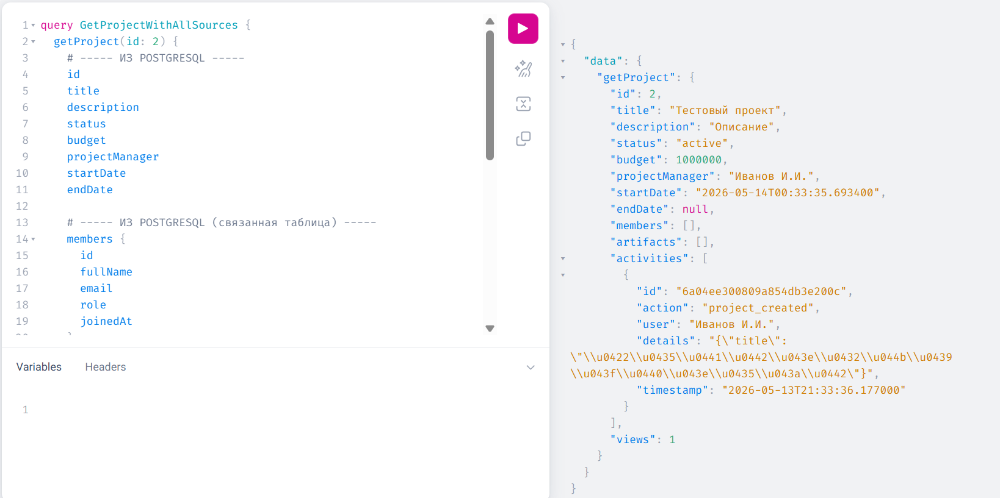 1 query GetProjectWithAllSources {
2 getProject(id: 2) {
3 # ----- ИЗ POSTGRESQL -----
4 id
5 title
6 description
7 status
8 budget
9 projectManager
10 startDate
11 endDate
12
13 # ----- ИЗ POSTGRESQL (связанная таблица) -----
14 members {
15 id
16 fullName
17 email
18 role
19 joinedAt
Variables Headers
1
{
"data": {
"getProject": {
"id": 2,
"title": "Тестовый проект",
"description": "Описание",
"status": "active",
"budget": 1000000,
"projectManager": "Иванов И.И.",
"startDate": "2026-05-14T00:33:35.693400",
"endDate": null,
"members": [],
"artifacts": [],
"activities": [
{
"id": "6a04ee300809a854db3e200c",
"action": "project_created",
"user": "Иванов И.И.",
"details": "{\"title\":
\"\\u0422\\u0435\\u0441\\u0442\\u043e\\u0432\\u044b\\u0439
\\u043f\\u0440\\u043e\\u0435\\u043a\\u0442\"}",
"timestamp": "2026-05-13T21:33:36.177000"
}
],
"views": 1
}
}
}